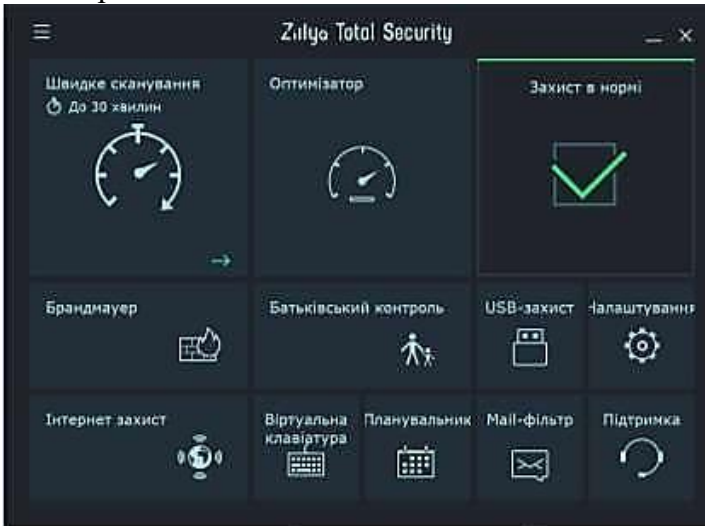 Zillya Total Security
Швидке сканування
До 30 хвилин
Оптимізатор
Захист в нормі
Брандмауер
Батьківський контроль
USB-захист
Налаштування
Інтернет захист
Віртуальна
клавіатура
Планувальник
Mail-фільтр
Підтримка